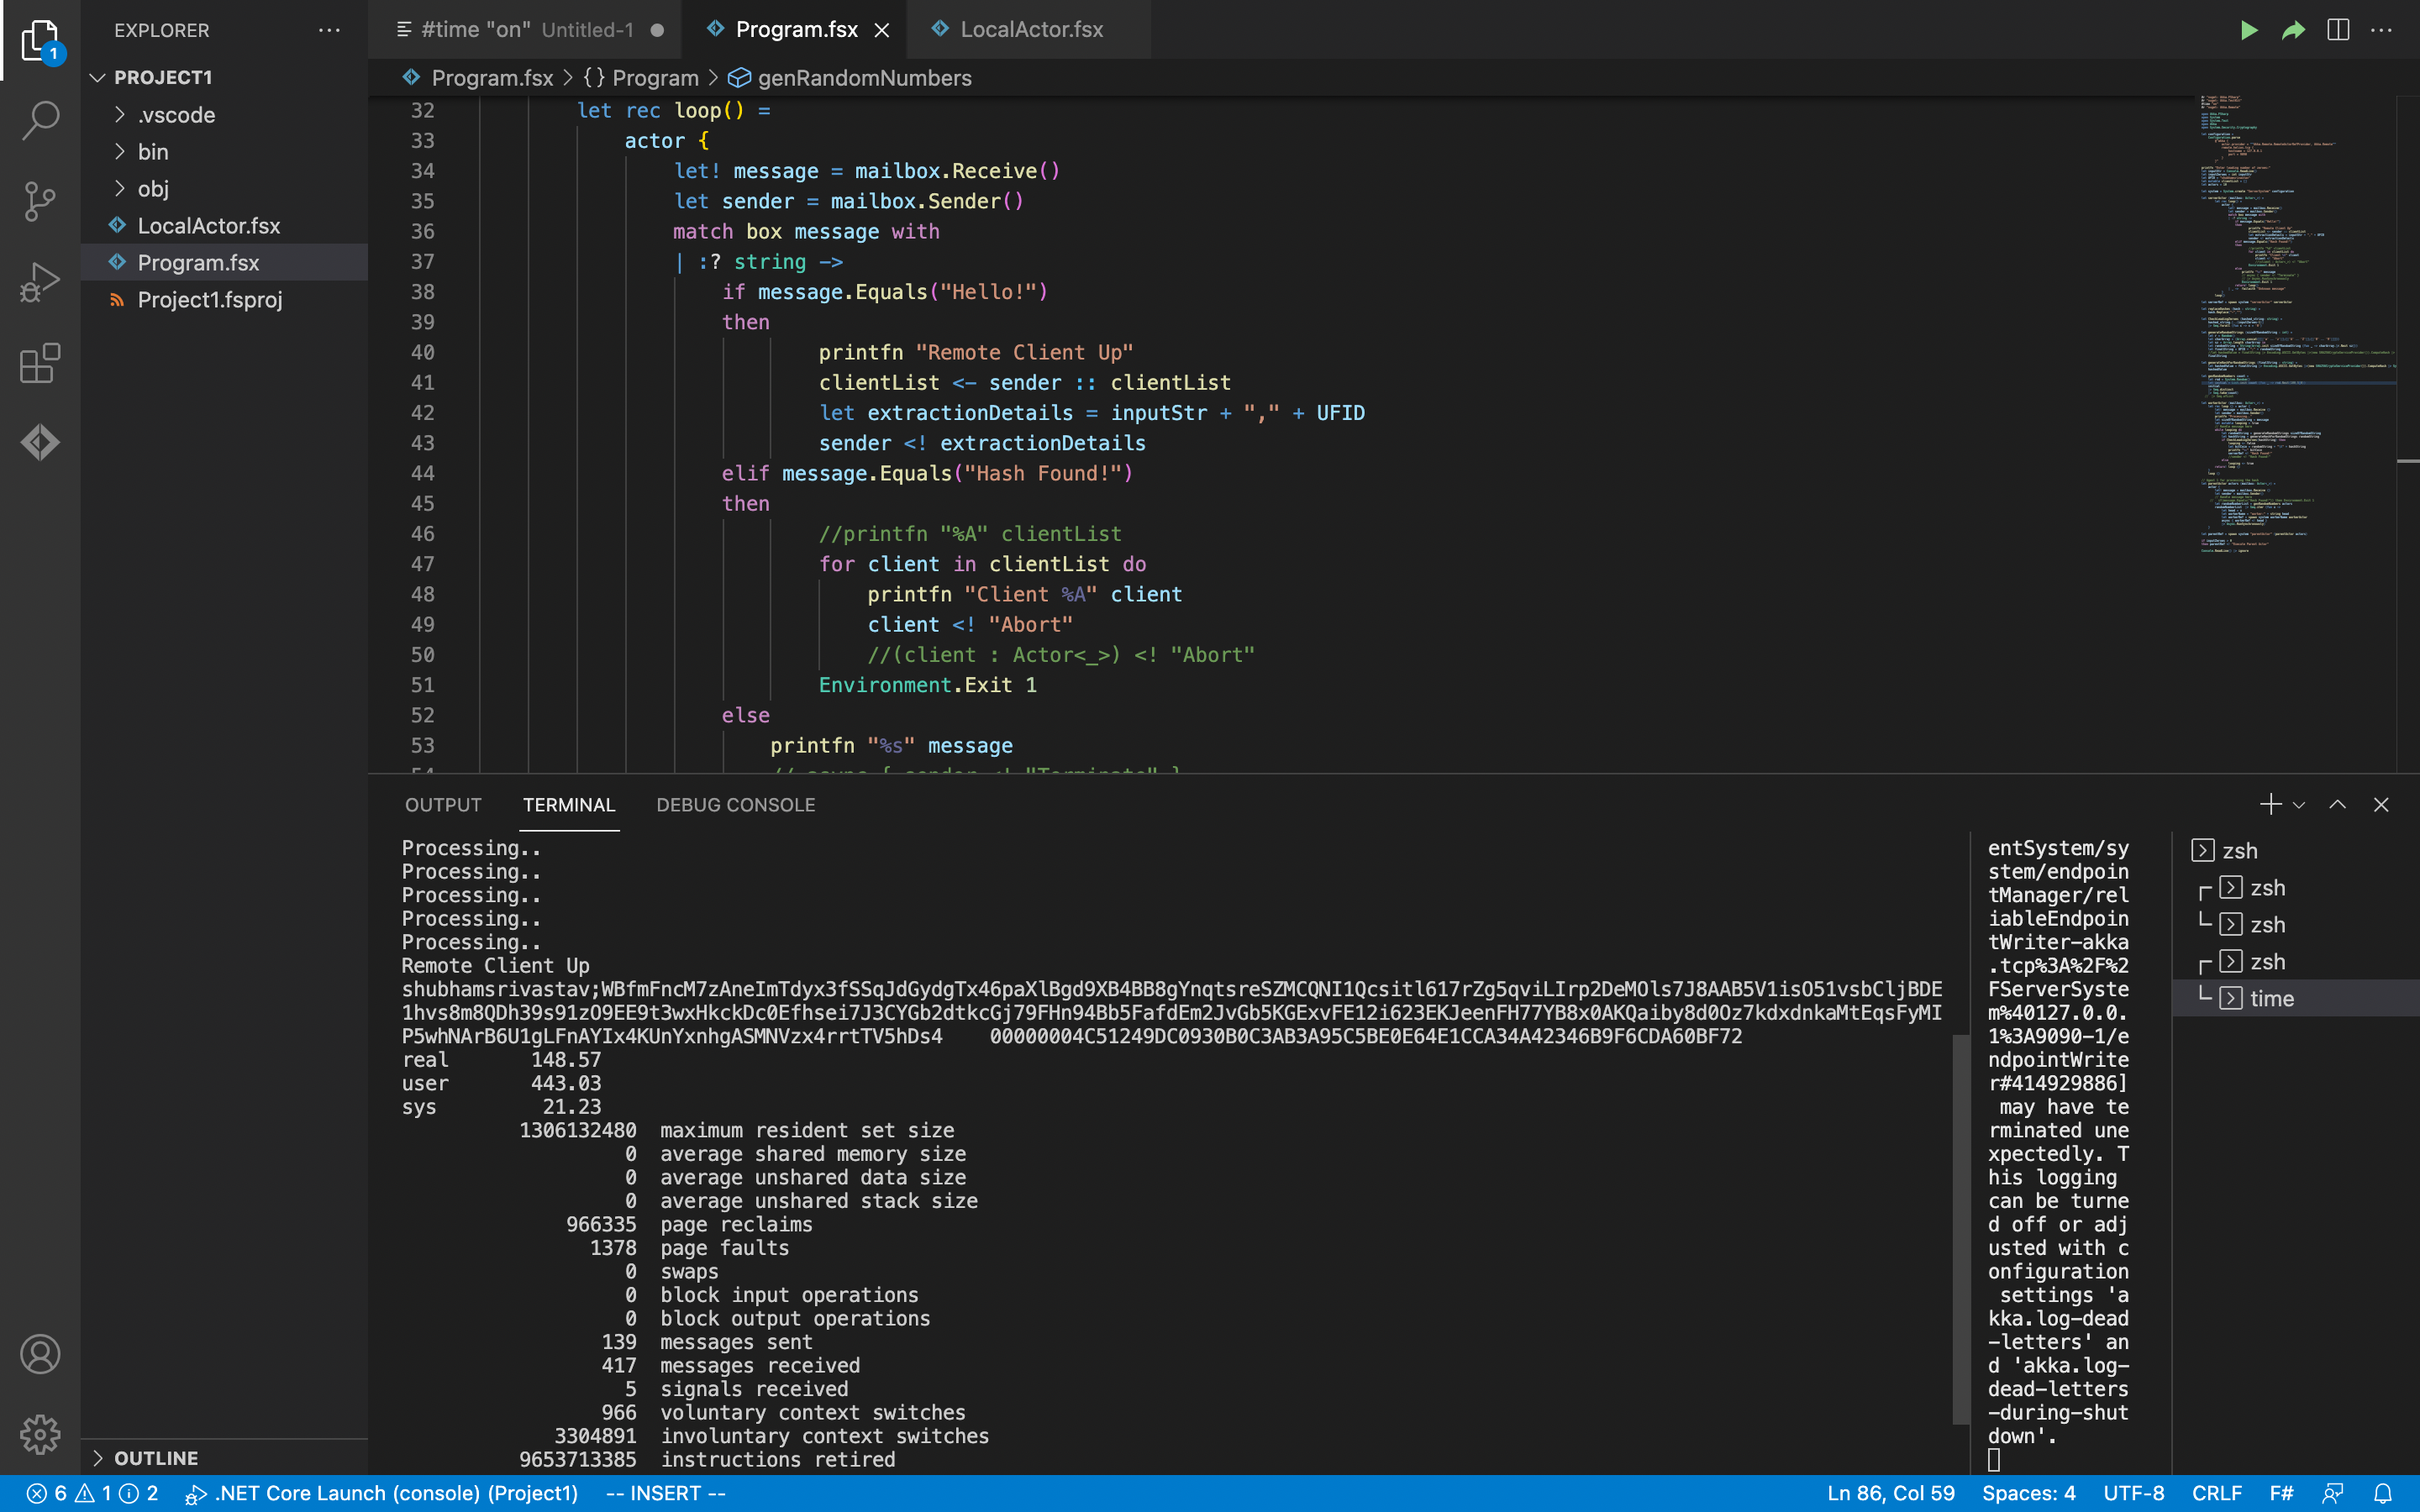 1
EXPLORER ···
PROJECT1
.vscode
bin
obj
LocalActor.fsx
Program.fsx
Project1.fsproj
OUTLINE
#time "on" Untitled-1 ●
Program.fsx
LocalActor.fsx
Program.fsx > {} Program > genRandomNumbers
32 let rec loop() =
33 actor {
34 let! message = mailbox.Receive()
35 let sender = mailbox.Sender()
36 match box message with
37 | :? string ->
38 if message.Equals("Hello!")
39 then
40 printfn "Remote Client Up"
41 clientList <- sender :: clientList
42 let extractionDetails = inputStr + "," + UFID
43 sender <! extractionDetails
44 elif message.Equals("Hash Found!")
45 then
46 //printfn "%A" clientList
47 for client in clientList do
48 printfn "Client %A" client
49 client <! "Abort"
50 //(client : Actor<_>) <! "Abort"
51 Environment.Exit 1
52 else
53 printfn "%s" message
54 // async { sender <! "Terminate" }
OUTPUT TERMINAL DEBUG CONSOLE
Processing..
Processing..
Processing..
Processing..
Processing..
Remote Client Up
shubhamsrivastav;WBfmFncM7zAneImTdyx3fSSqJdGydgTx46paXlBgd9XB4BB8gYnqtsreSZMCQNI1Qcsitl617rZg5qviLIrp2DeMOls7J8AAB5V1isO51vsbCljBDE
1hvs8m8QDh39s91zO9EE9t3wxHkckDc0Efhsei7J3CYGb2dtkcGj79FHn94Bb5FafdEm2JvGb5KGExvFE12i623EKJeenFH77YB8x0AKQaiby8d0Oz7kdxdnkaMtEqsFyMI
P5whNArB6U1gLFnAYIx4KUnYxnhgASMNVzx4rrtTV5hDs4 00000004C51249DC0930B0C3AB3A95C5BE0E64E1CCA34A42346B9F6CDA60BF72
real 148.57
user 443.03
sys 21.23
1306132480 maximum resident set size
0 average shared memory size
0 average unshared data size
0 average unshared stack size
966335 page reclaims
1378 page faults
0 swaps
0 block input operations
0 block output operations
139 messages sent
417 messages received
5 signals received
966 voluntary context switches
3304891 involuntary context switches
9653713385 instructions retired
entSystem/sy
stem/endpoin
tManager/rel
iableEndpoin
tWriter-akka
.tcp%3A%2F%2
FServerSyste
m%40127.0.0.
1%3A9090-1/e
ndpointWrite
r#414929886]
may have te
rminated une
xpectedly. T
his logging
can be turne
d off or adj
usted with c
onfiguration
settings 'a
kka.log-dead
-letters' an
d 'akka.log-
dead-letters
-during-shut
down'.
zsh
zsh
zsh
zsh
time
6 1 2 .NET Core Launch (console) (Project1) -- INSERT -- Ln 86, Col 59 Spaces: 4 UTF-8 CRLF F#